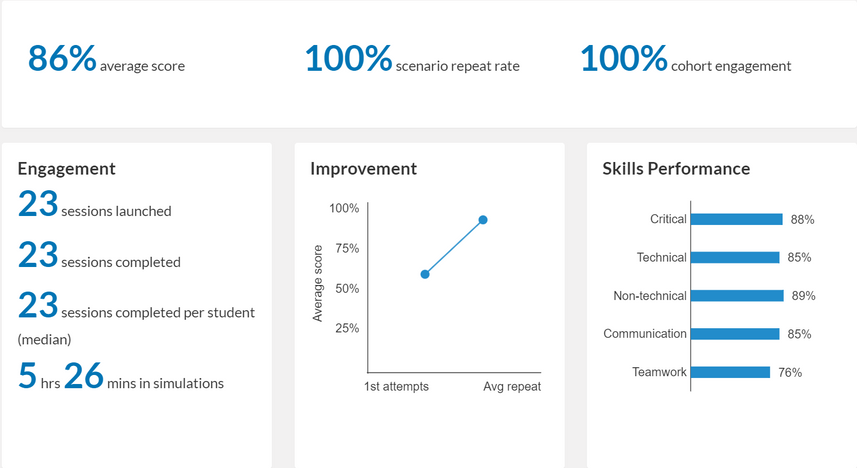 86% average score
100% scenario repeat rate
100% cohort engagement
Engagement
23 sessions launched
23 sessions completed
23 sessions completed per student
(median)
5 hrs 26 mins in simulations
Improvement
100%
75%
50%
25%
Average score
1st attempts
Avg repeat
Skills Performance
Critical 88%
Technical 85%
Non-technical 89%
Communication 85%
Teamwork 76%